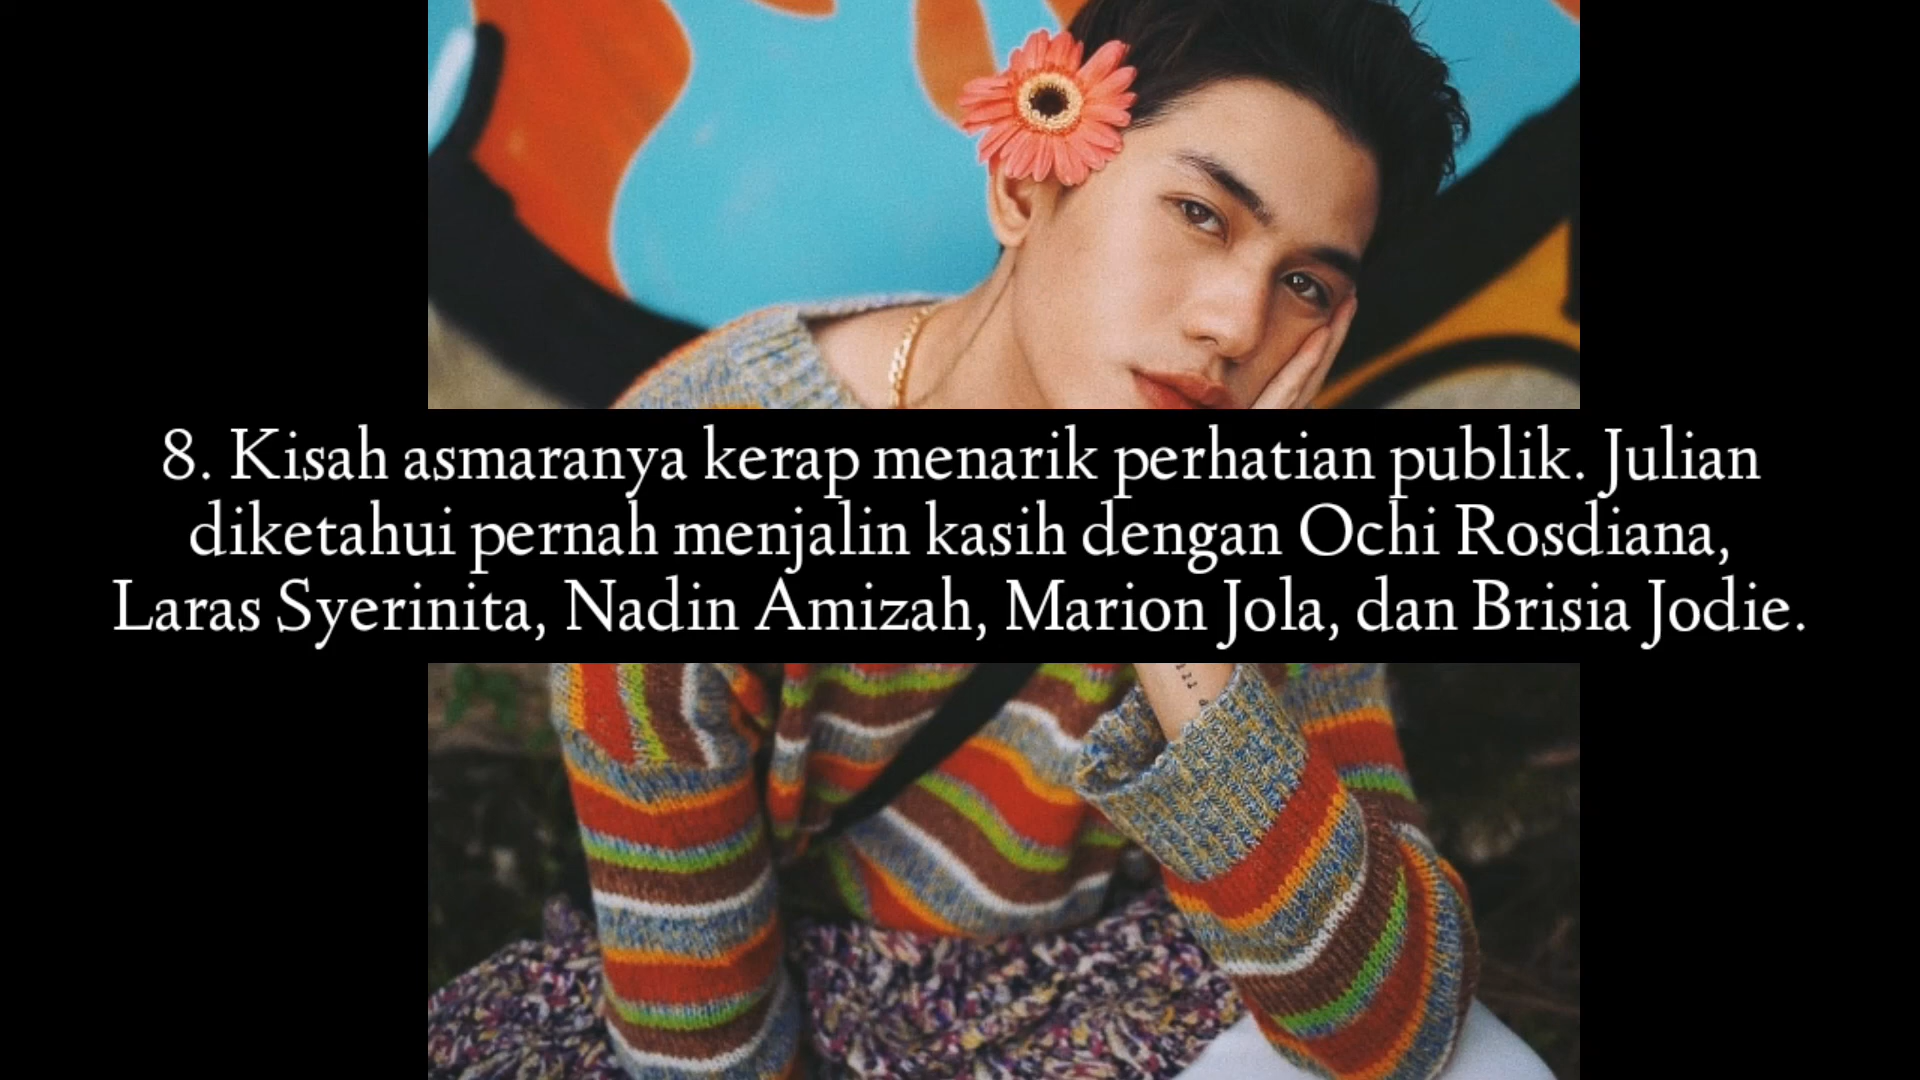 8. Kisah asmaranya kerap menarik perhatian publik. Julian
diketahui pernah menjalin kasih dengan Ochi Rosdiana,
Laras Syerinita, Nadin Amizah, Marion Jola, dan Brisia Jodie.